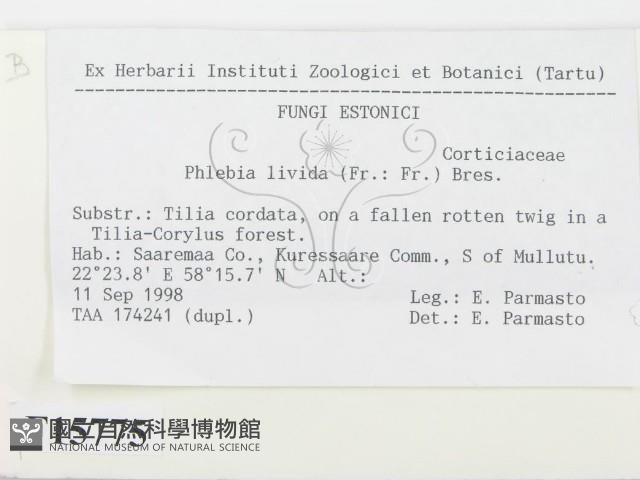 B
Ex Herbarii Instituti Zoologici et Botanici (Tartu)
FUNGI ESTONICI
Corticiaceae
Phlebia livida (Fr.: Fr.) Bres.
Substr.: Tilia cordata, on a fallen rotten twig in a
Tilia-Corylus forest.
Hab.: Saaremaa Co., Kuressaare Comm., S of Mullutu.
22°23.8' E 58°15.7' N Alt.:
11 Sep 1998 Leg.: E. Parmasto
TAA 174241 (dupl.) Det.: E. Parmasto
F15775
國立自然科學博物館
NATIONAL MUSEUM OF NATURAL SCIENCE